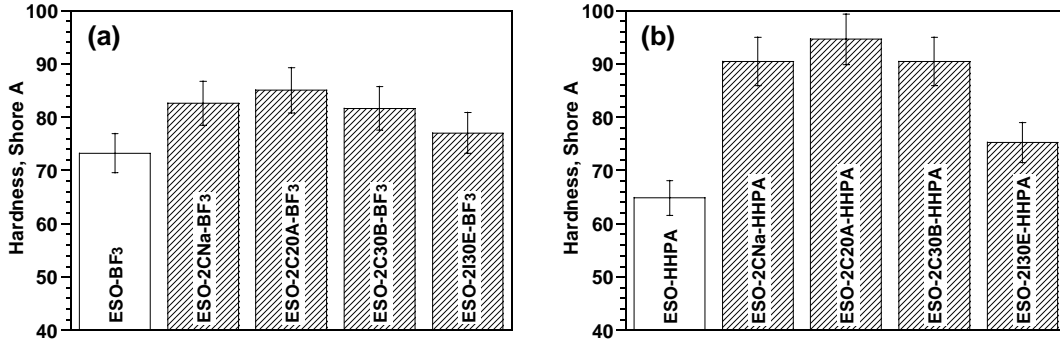 (a)
Hardness, Shore A
100
90
80
70
60
50
40
ESO-BF3
ESO-2CNa-BF3
ESO-2C20A-BF3
ESO-2C30B-BF3
ESO-2I30E-BF3
(b)
Hardness, Shore A
100
90
80
70
60
50
40
ESO-HHPA
ESO-2CNa-HHPA
ESO-2C20A-HHPA
ESO-2C30B-HHPA
ESO-2I30E-HHPA